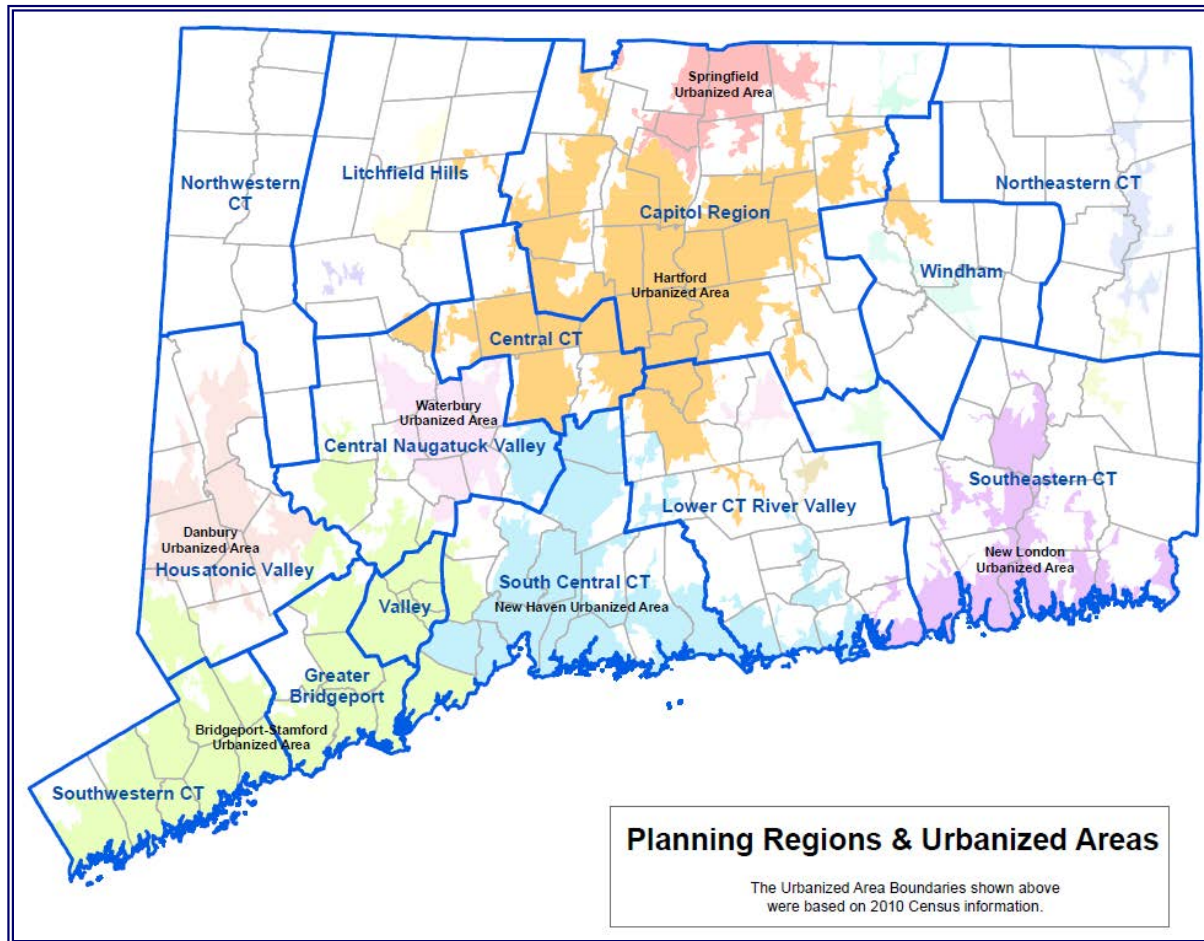 Springfield
Urbanized Area
Northwestern
CT
Litchfield Hills
Northeastern CT
Capitol Region
Windham
Hartford
Urbanized Area
Central CT
Waterbury
Urbanized Area
Central Naugatuck Valley
Southeastern CT
Lower CT River Valley
Danbury
Urbanized Area
Housatonic Valley
New London
Urbanized Area
South Central CT
Valley
New Haven Urbanized Area
Greater
Bridgeport
Bridgeport-Stamford
Urbanized Area
Southwestern CT
Planning Regions & Urbanized Areas
The Urbanized Area Boundaries shown above
were based on 2010 Census information.